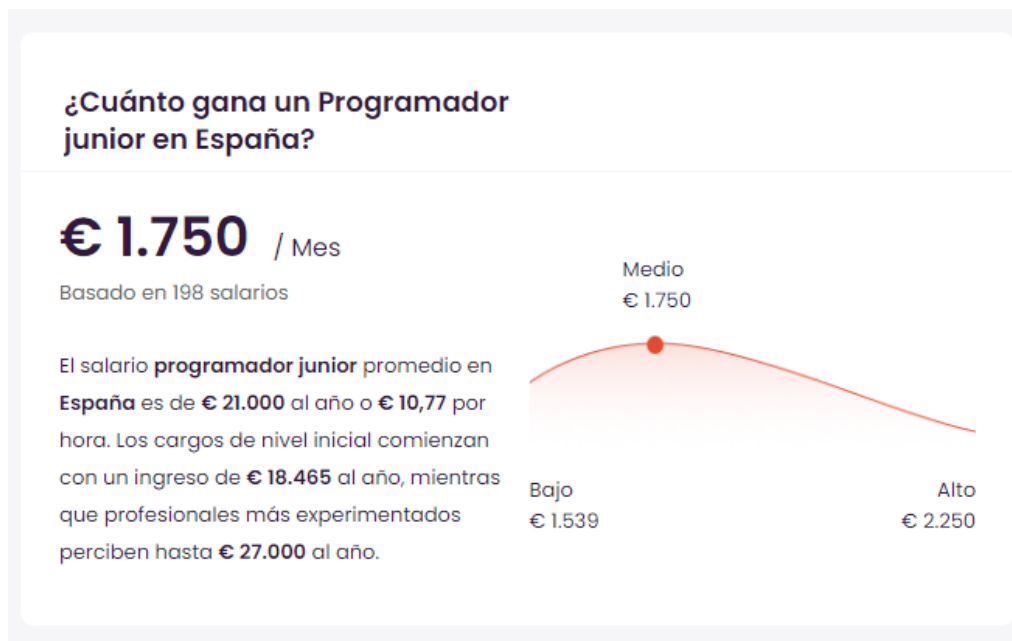 ¿Cuánto gana un Programador
junior en España?
€ 1.750 / Mes
Basado en 198 salarios
El salario programador junior promedio en
España es de € 21.000 al año o € 10,77 por
hora. Los cargos de nivel inicial comienzan
con un ingreso de € 18.465 al año, mientras
que profesionales más experimentados
perciben hasta € 27.000 al año.
Medio
€ 1.750
Bajo
€ 1.539
Alto
€ 2.250